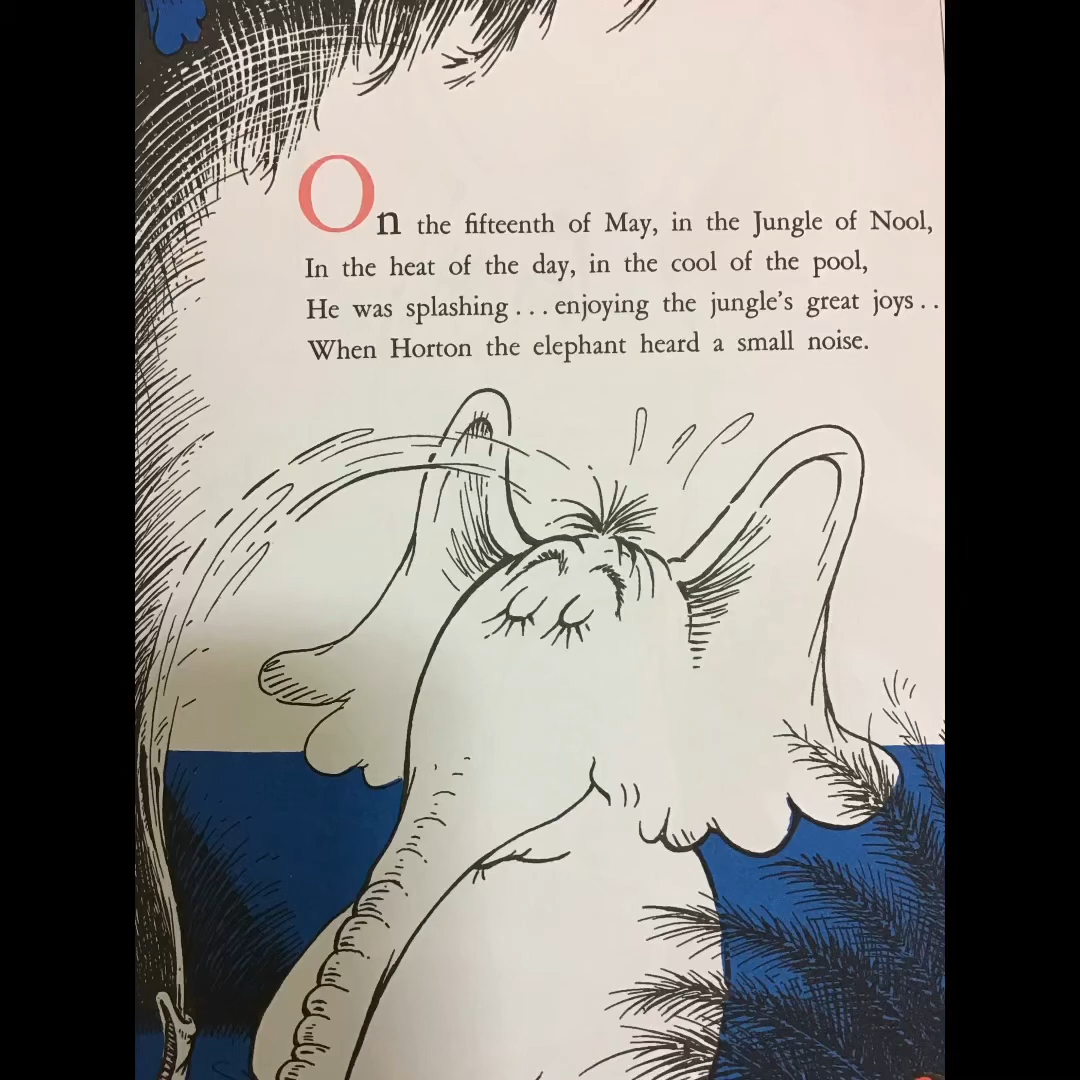 On the fifteenth of May, in the Jungle of Nool,
In the heat of the day, in the cool of the pool,
He was splashing . . . enjoying the jungle's great joys . .
When Horton the elephant heard a small noise.